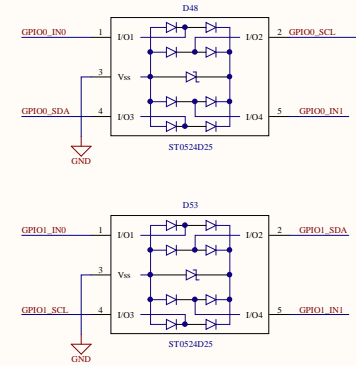 D48
GPIO0_IN0 1 I/O1 I/O2 2 GPIO0_SCL
3 Vss
GPIO0_SDA 4 I/O3 I/O4 5 GPIO0_IN1
GND
ST0524D25
D53
GPIO1_IN0 1 I/O1 I/O2 2 GPIO1_SDA
3 Vss
GPIO1_SCL 4 I/O3 I/O4 5 GPIO1_IN1
ST0524D25
GND